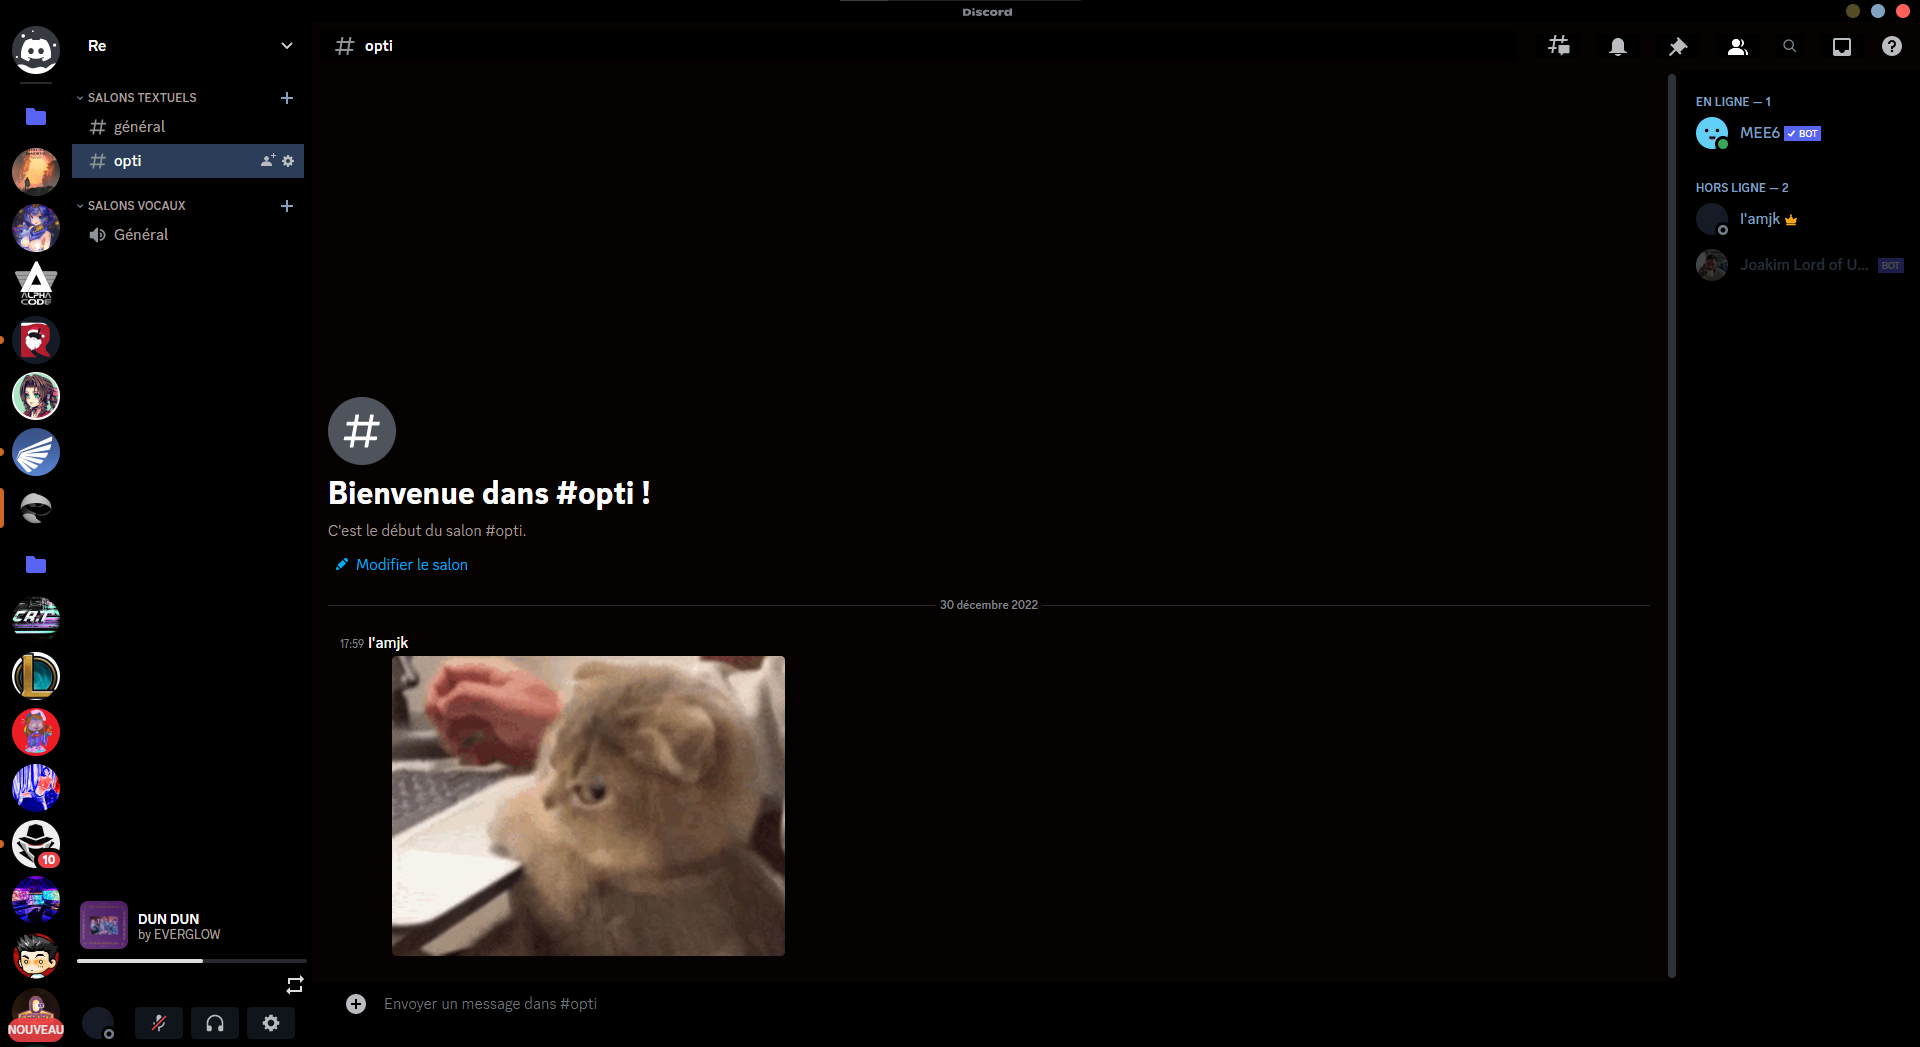 Discord
Re
SALONS TEXTUELS
général
opti
SALONS VOCAUX
Général
ALPHA
CODE
10
NOUVEAU
DUN DUN
by EVERGLOW
opti
Bienvenue dans #opti !
C'est le début du salon #opti.
Modifier le salon
30 décembre 2022
17:59 l'amjk
Envoyer un message dans #opti
EN LIGNE — 1
MEE6 ✓ BOT
HORS LIGNE — 2
l'amjk
Joakim Lord of U... BOT